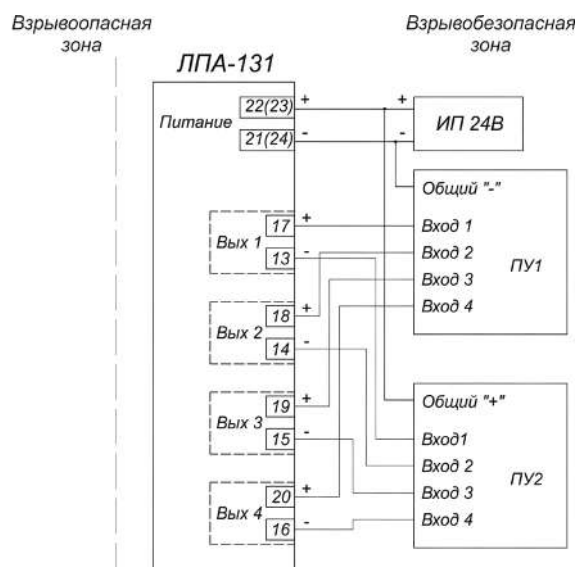 Взрывоопасная
зона
Взрывобезопасная
зона
ЛПА-131
Питание
22(23)
+
+
ИП 24В
21(24)
-
-
Общий "-"
Вых 1
17
+
Вход 1
13
-
Вход 2
ПУ1
Вход 3
Вход 4
Вых 2
18
+
14
-
Вых 3
19
+
15
-
Общий "+"
Вход1
Вход 2
ПУ2
Вход 3
Вход 4
Вых 4
20
+
16
-